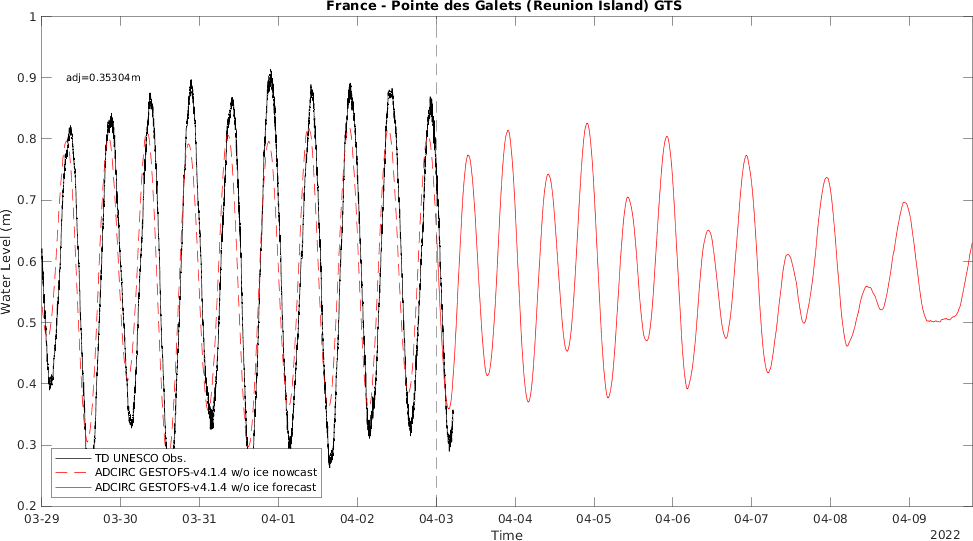 France - Pointe des Galets (Reunion Island) GTS
adj=0.35304m
1
0.9
0.8
0.7
0.6
0.5
0.4
0.3
0.2
Water Level (m)
TD UNESCO Obs.
ADCIRC GESTOFS-v4.1.4 w/o ice nowcast
ADCIRC GESTOFS-v4.1.4 w/o ice forecast
03-29 03-30 03-31 04-01 04-02 04-03 04-04 04-05 04-06 04-07 04-08 04-09
Time
2022